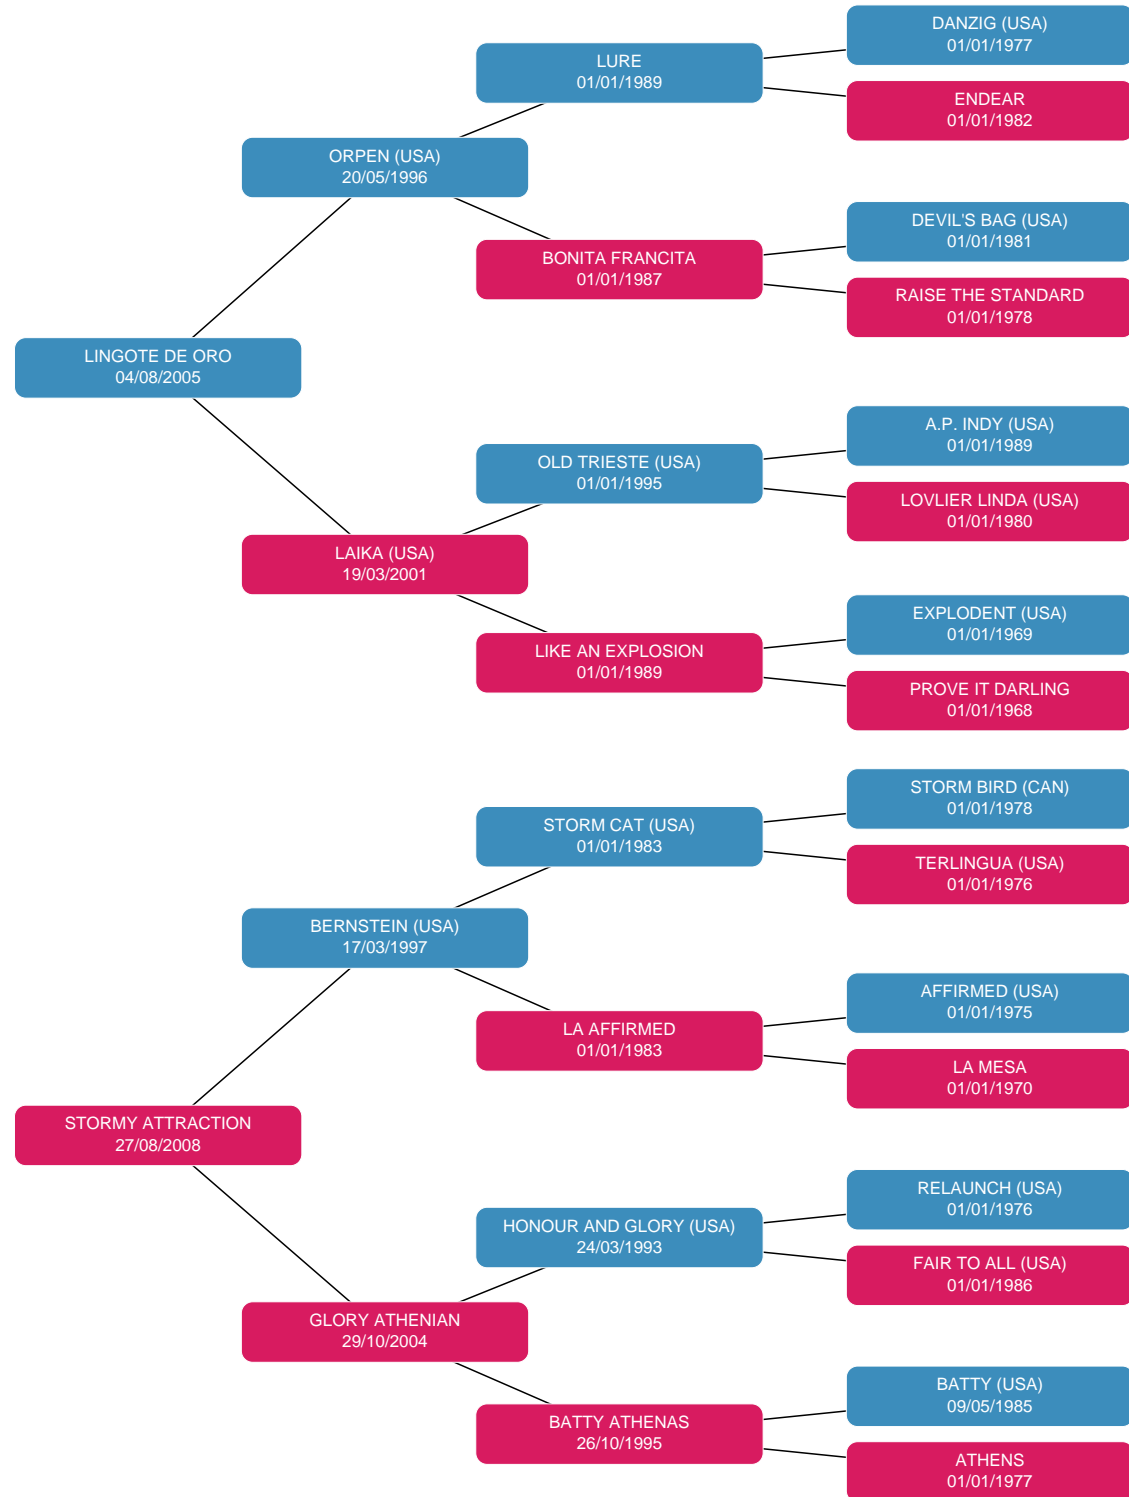 DANZIG (USA)
01/01/1977
LURE
01/01/1989
ENDEAR
01/01/1982
ORPEN (USA)
20/05/1996
DEVIL'S BAG (USA)
01/01/1981
BONITA FRANCITA
01/01/1987
RAISE THE STANDARD
01/01/1978
LINGOTE DE ORO
04/08/2005
A.P. INDY (USA)
01/01/1989
OLD TRIESTE (USA)
01/01/1995
LOVLIER LINDA (USA)
01/01/1980
LAIKA (USA)
19/03/2001
EXPLODENT (USA)
01/01/1969
LIKE AN EXPLOSION
01/01/1989
PROVE IT DARLING
01/01/1968
STORM BIRD (CAN)
01/01/1978
STORM CAT (USA)
01/01/1983
TERLINGUA (USA)
01/01/1976
BERNSTEIN (USA)
17/03/1997
AFFIRMED (USA)
01/01/1975
LA AFFIRMED
01/01/1983
LA MESA
01/01/1970
STORMY ATTRACTION
27/08/2008
RELAUNCH (USA)
01/01/1976
HONOUR AND GLORY (USA)
24/03/1993
FAIR TO ALL (USA)
01/01/1986
GLORY ATHENIAN
29/10/2004
BATTY (USA)
09/05/1985
BATTY ATHENAS
26/10/1995
ATHENS
01/01/1977